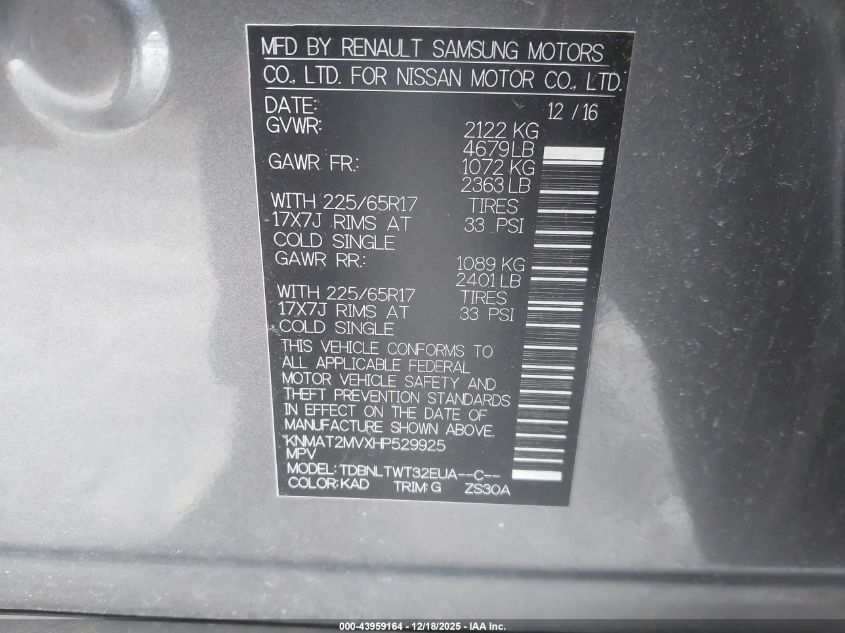 MFD BY RENAULT SAMSUNG MOTORS
CO., LTD. FOR NISSAN MOTOR CO., LTD.
DATE: 12 / 16
GVWR: 2122 KG
4679 LB
GAWR FR.: 1072 KG
2363 LB
WITH 225/65R17 TIRES
17X7J RIMS AT 33 PSI
COLD SINGLE
GAWR RR.: 1089 KG
2401 LB
WITH 225/65R17 TIRES
17X7J RIMS AT 33 PSI
COLD SINGLE
THIS VEHICLE CONFORMS TO
ALL APPLICABLE FEDERAL
MOTOR VEHICLE SAFETY AND
THEFT PREVENTION STANDARDS
IN EFFECT ON THE DATE OF
MANUFACTURE SHOWN ABOVE.
KNMAT2MVXHP529925
MPV
MODEL: TDBNLTWT32EUA--C--
COLOR: KAD TRIM: G ZS30A
000-43959164 - 12/18/2025 - IAA Inc.